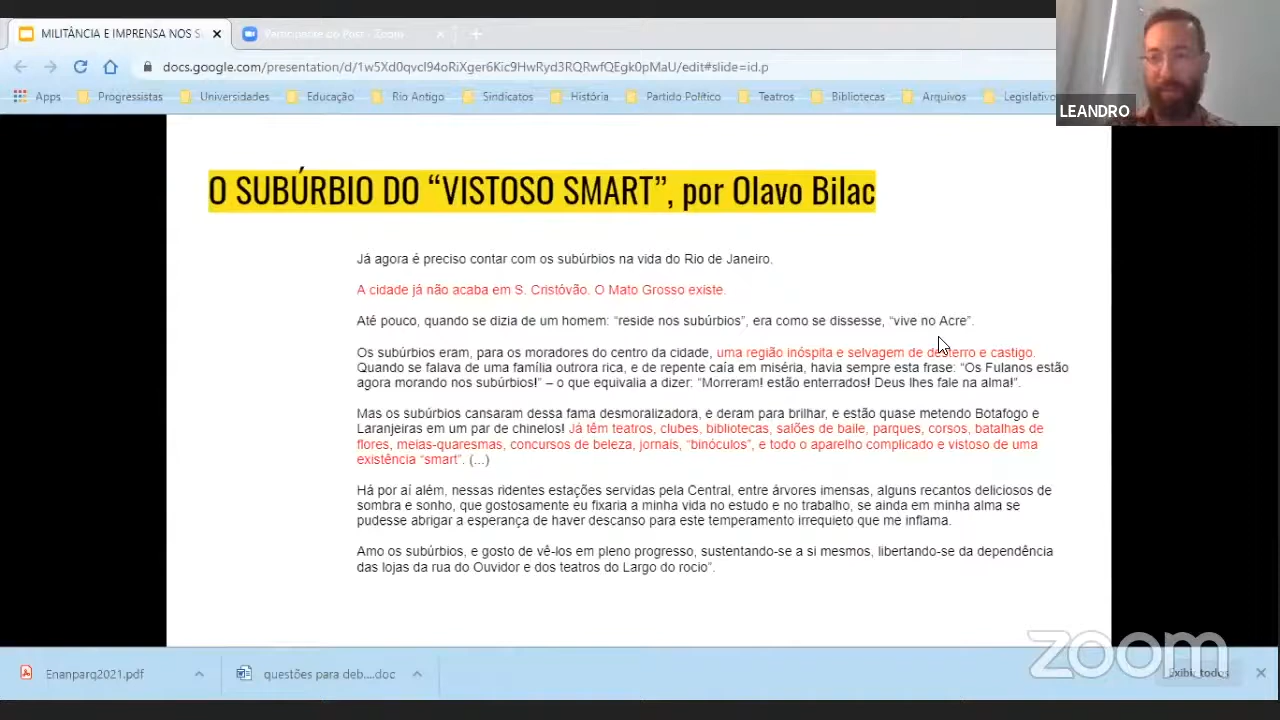 MILITÂNCIA E IMPRENSA NOS S
Participante do Post - Zoom
docs.google.com/presentation/d/1w5Xd0qvcl94oRiXger6Kic9HwRyd3RQRwfQEgk0pMaU/edit#slide=id.p
Apps Progressistas Universidades Educação Rio Antigo Sindicatos História Partido Político Teatros Bibliotecas Arquivos Legislativo
LEANDRO
O SUBÚRBIO DO “VISTOSO SMART”, por Olavo Bilac
Já agora é preciso contar com os subúrbios na vida do Rio de Janeiro.
A cidade já não acaba em S. Cristóvão. O Mato Grosso existe.
Até pouco, quando se dizia de um homem: “reside nos subúrbios”, era como se dissesse, “vive no Acre”.
Os subúrbios eram, para os moradores do centro da cidade, uma região inóspita e selvagem de desterro e castigo.
Quando se falava de uma família outrora rica, e de repente caía em miséria, havia sempre esta frase: “Os Fulanos estão
agora morando nos subúrbios!” – o que equivalia a dizer: “Morreram! estão enterrados! Deus lhes fale na alma!”.
Mas os subúrbios cansaram dessa fama desmoralizadora, e deram para brilhar, e estão quase metendo Botafogo e
Laranjeiras em um par de chinelos! Já têm teatros, clubes, bibliotecas, salões de baile, parques, corsos, batalhas de
flores, meias-quaresmas, concursos de beleza, jornais, “binóculos”, e todo o aparelho complicado e vistoso de uma
existência “smart”. (...)
Há por aí além, nessas ridentes estações servidas pela Central, entre árvores imensas, alguns recantos deliciosos de
sombra e sonho, que gostosamente eu fixaria a minha vida no estudo e no trabalho, se ainda em minha alma se
pudesse abrigar a esperança de haver descanso para este temperamento irrequieto que me inflama.
Amo os subúrbios, e gosto de vê-los em pleno progresso, sustentando-se a si mesmos, libertando-se da dependência
das lojas da rua do Ouvidor e dos teatros do Largo do rocio”.
zoom
Enanparq2021.pdf
questões para deb....doc
Exibir todos